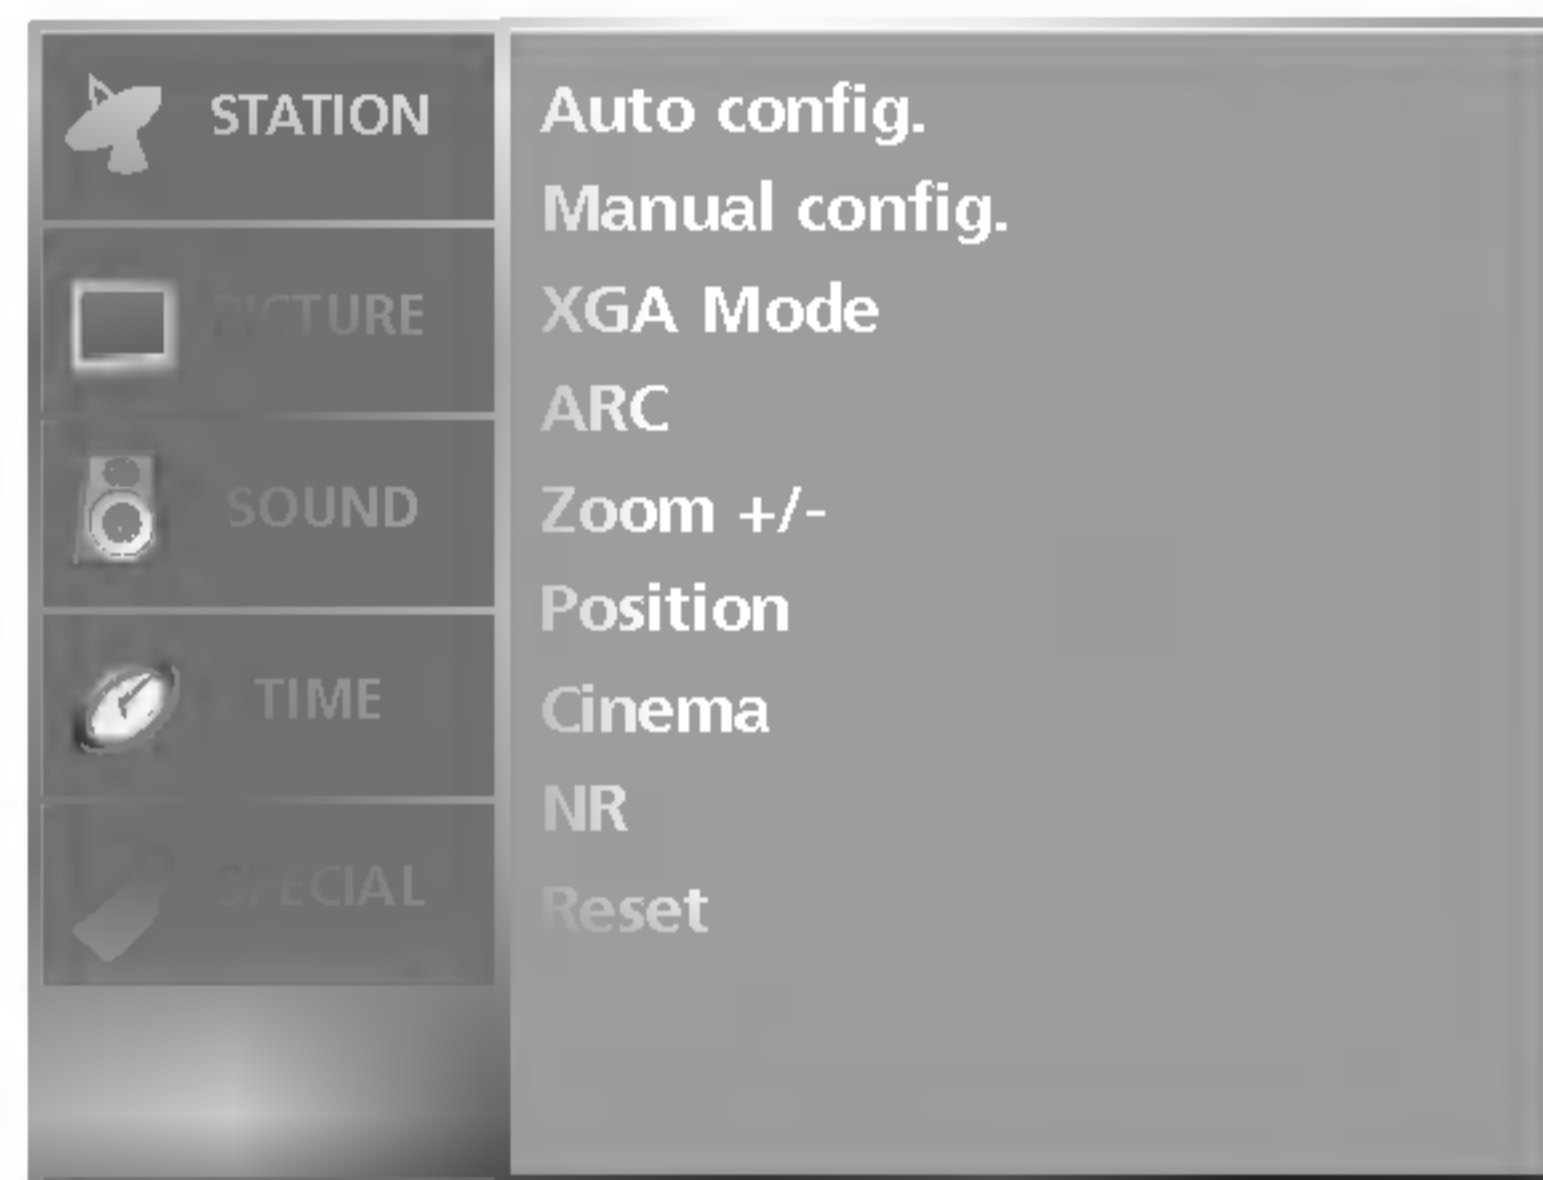 STATION
PICTURE
SOUND
TIME
SPECIAL
Auto config.
Manual config.
XGA Mode
ARC
Zoom +/-
Position
Cinema
NR
Reset